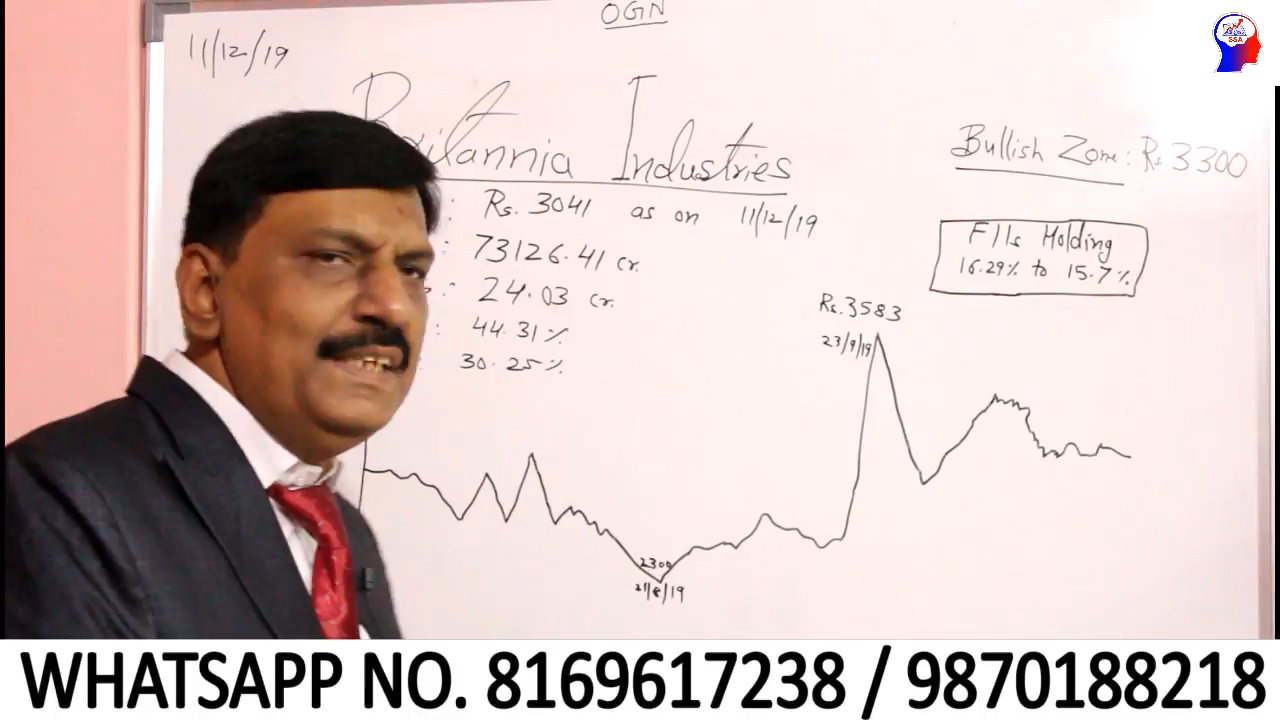 OGN
11/12/19
Britannia Industries
Bullish Zone: Rs 3300
: Rs. 3041 as on 11/12/19
: 73126.41 cr.
: 24.03 cr.
: 44.31%
: 30.25%
FIIs Holding
16.29% to 15.7%
Rs. 3583
23/9/19
2300
21/8/19
SSA
WHATSAPP NO. 8169617238 / 9870188218